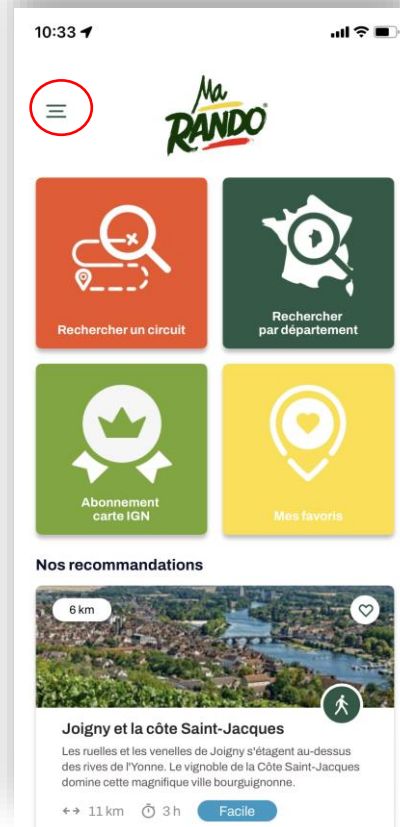 10:33
Ma
RANDO
Rechercher un circuit
Rechercher
par département
Abonnement
carte IGN
Mes favoris
Nos recommandations
6 km
Joigny et la côte Saint-Jacques
Les ruelles et les venelles de Joigny s'étagent au-dessus
des rives de l'Yonne. Le vignoble de la Côte Saint-Jacques
domine cette magnifique ville bourguignonne.
11 km 3 h Facile